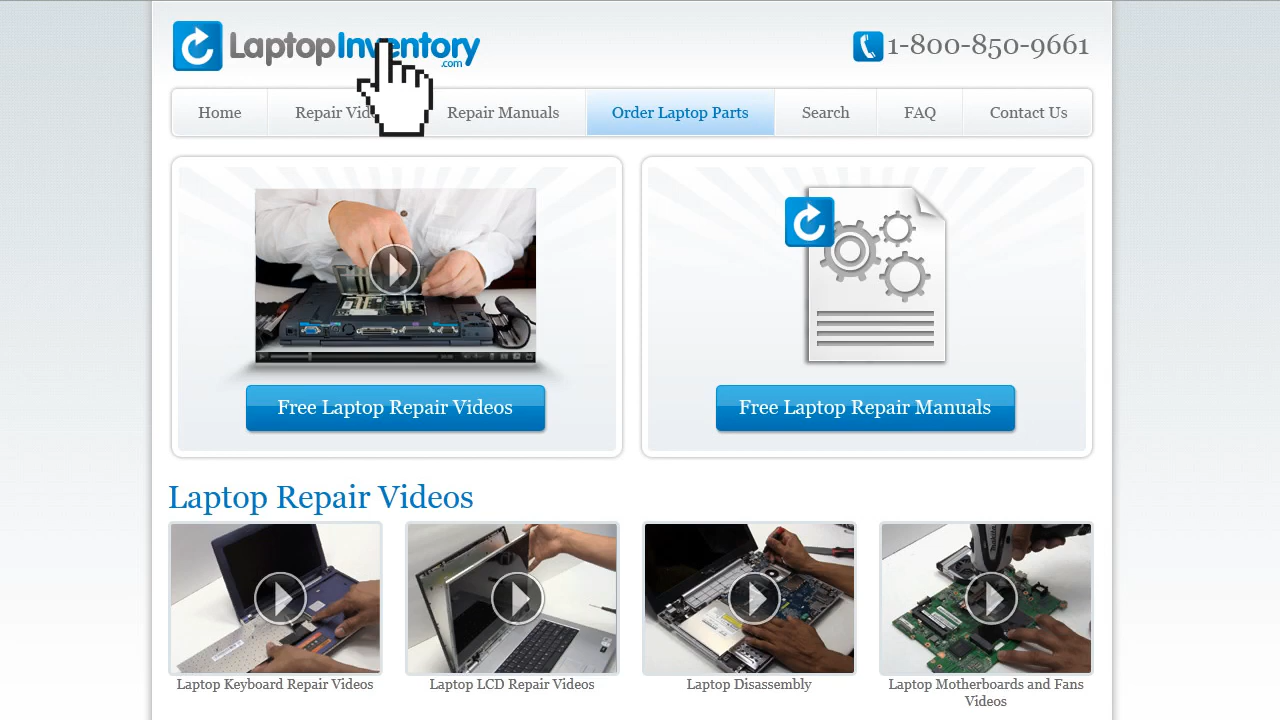 LaptopInventory
.com
1-800-850-9661
Home
Repair Vid
Repair Manuals
Order Laptop Parts
Search
FAQ
Contact Us
Free Laptop Repair Videos
Free Laptop Repair Manuals
Laptop Repair Videos
Laptop Keyboard Repair Videos
Laptop LCD Repair Videos
Laptop Disassembly
Laptop Motherboards and Fans
Videos